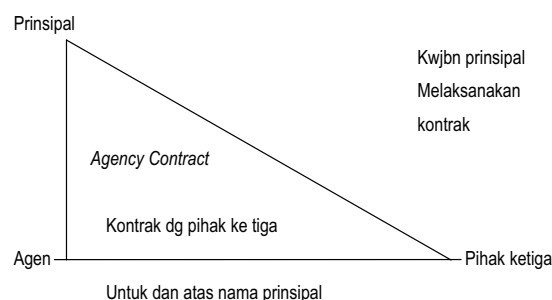 Prinsipal
Kwjbn prinsipal
Melaksanakan
kontrak
Agency Contract
Kontrak dg pihak ke tiga
Agen
Pihak ketiga
Untuk dan atas nama prinsipal